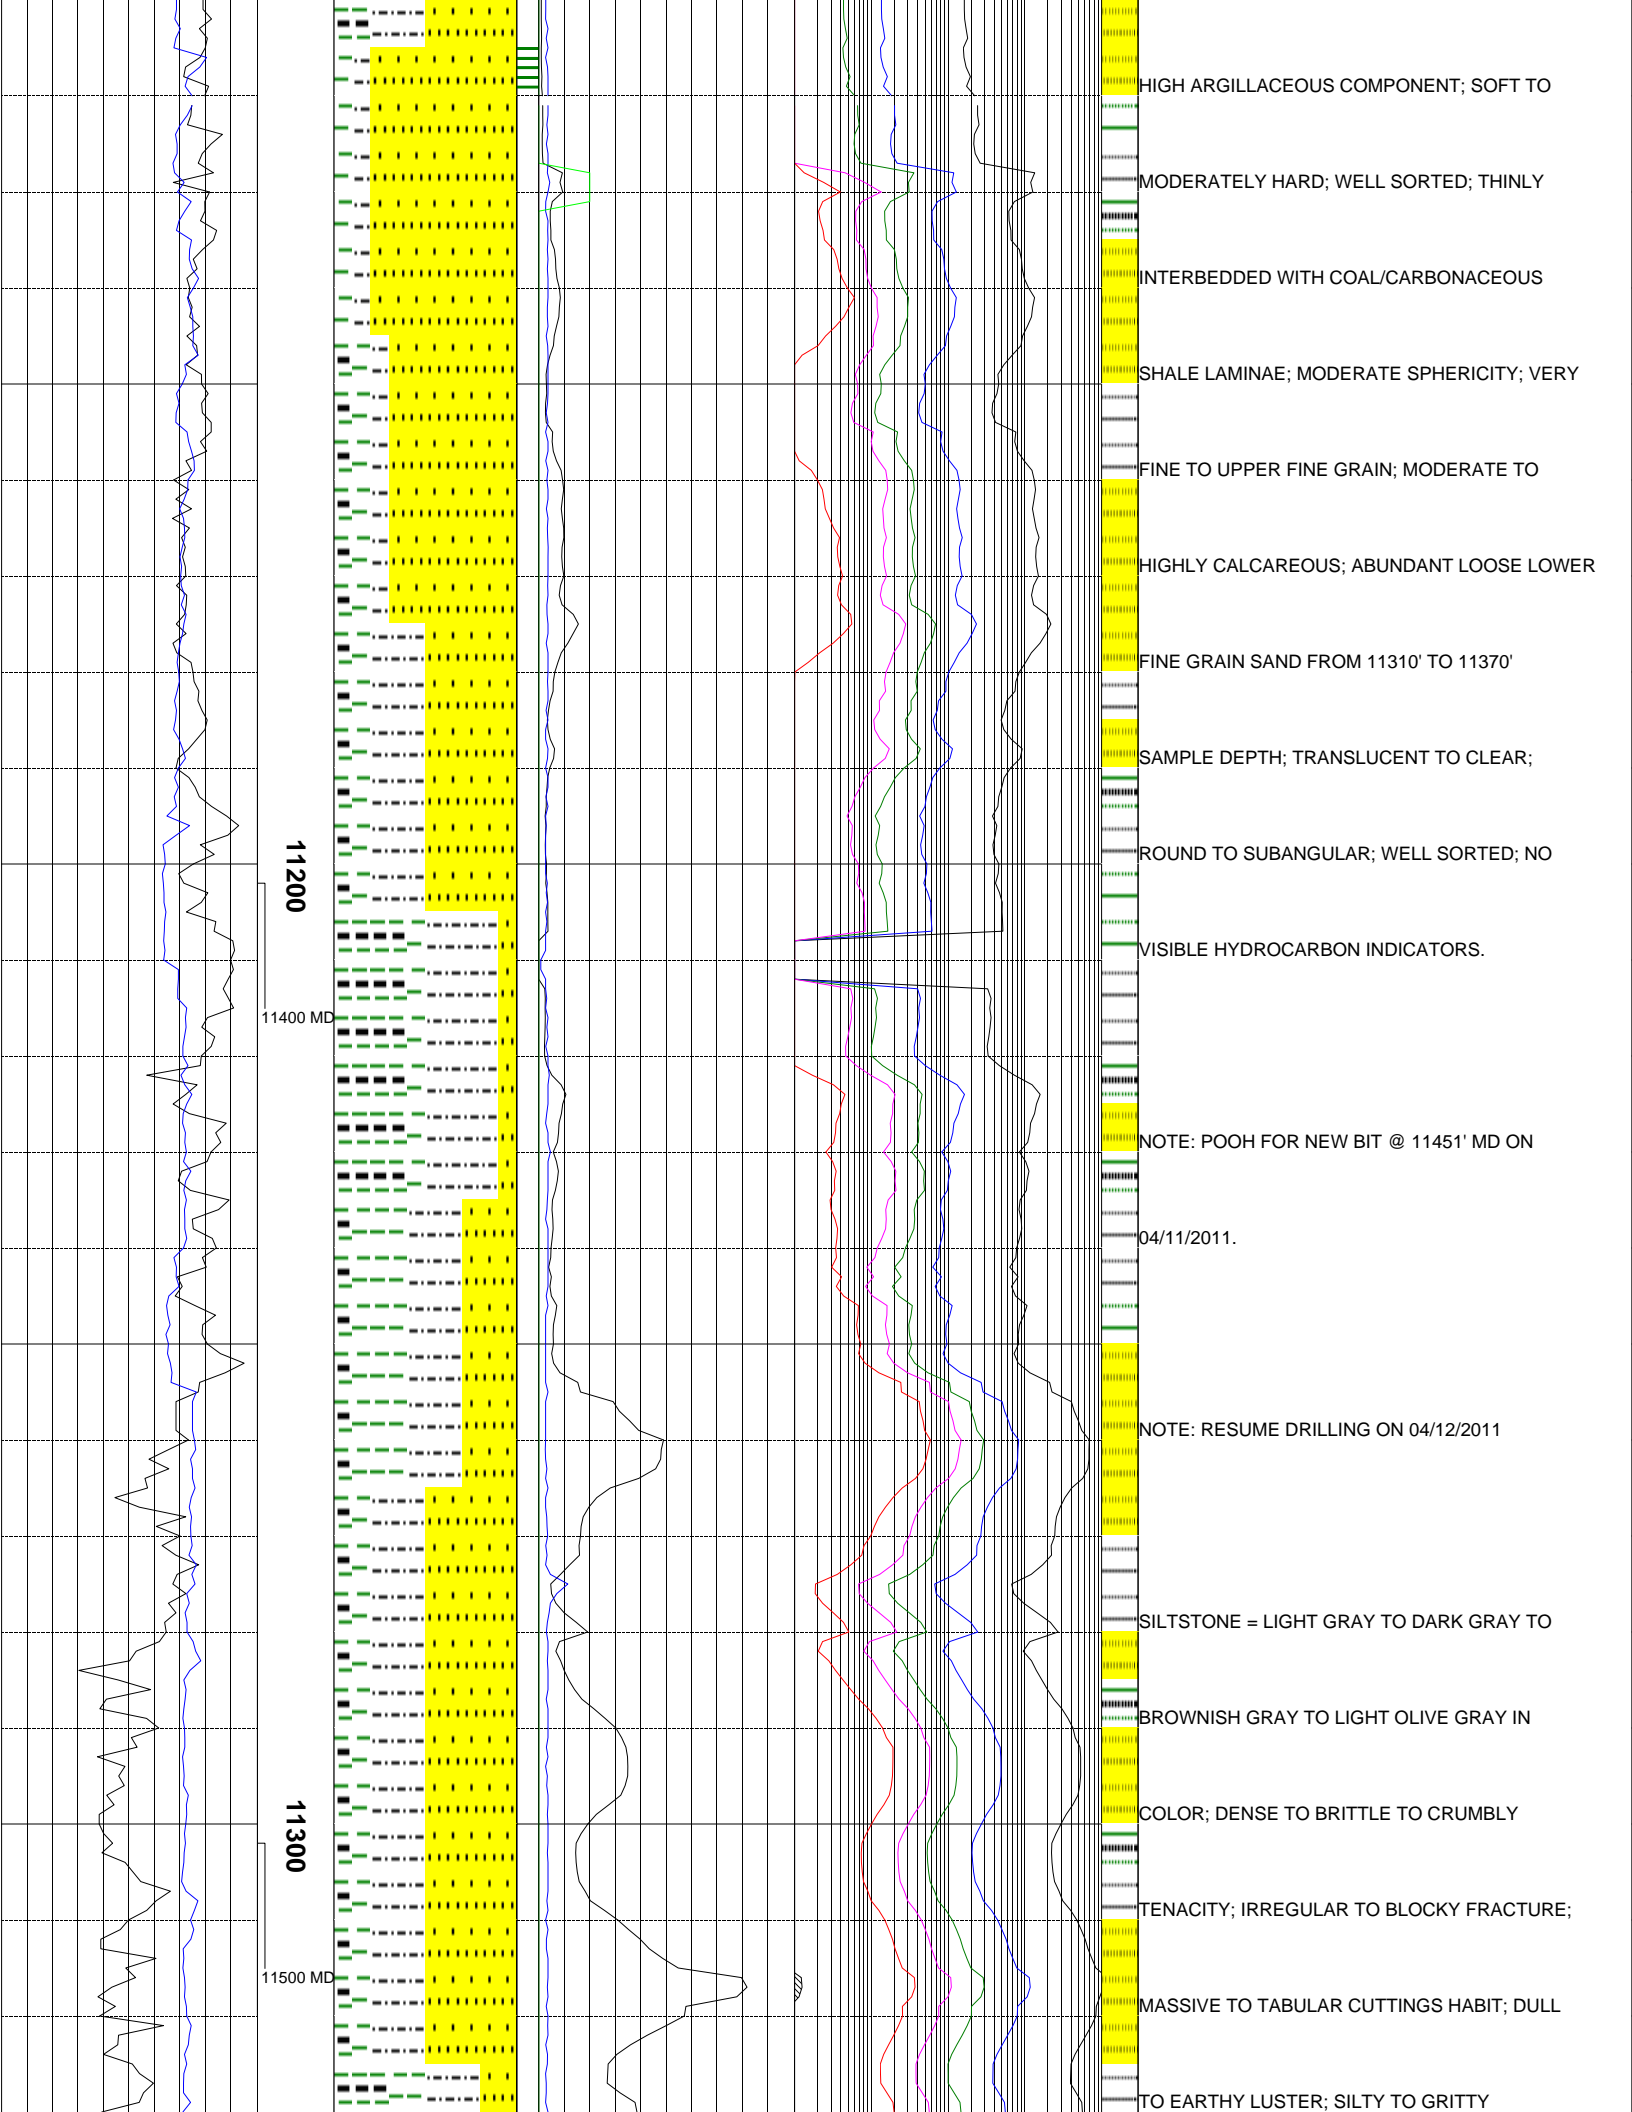 HIGH ARGILLACEOUS COMPONENT; SOFT TO
MODERATELY HARD; WELL SORTED; THINLY
INTERBEDDED WITH COAL/CARBONACEOUS
SHALE LAMINAE; MODERATE SPHERICITY; VERY
FINE TO UPPER FINE GRAIN; MODERATE TO
HIGHLY CALCAREOUS; ABUNDANT LOOSE LOWER
FINE GRAIN SAND FROM 11310' TO 11370'
SAMPLE DEPTH; TRANSLUCENT TO CLEAR;
ROUND TO SUBANGULAR; WELL SORTED; NO
11200
VISIBLE HYDROCARBON INDICATORS.
11400 MD
NOTE: POOH FOR NEW BIT @ 11451' MD ON
04/11/2011.
NOTE: RESUME DRILLING ON 04/12/2011
SILTSTONE = LIGHT GRAY TO DARK GRAY TO
BROWNISH GRAY TO LIGHT OLIVE GRAY IN
COLOR; DENSE TO BRITTLE TO CRUMBLY
11300
TENACITY; IRREGULAR TO BLOCKY FRACTURE;
11500 MD
MASSIVE TO TABULAR CUTTINGS HABIT; DULL
TO EARTHY LUSTER; SILTY TO GRITTY